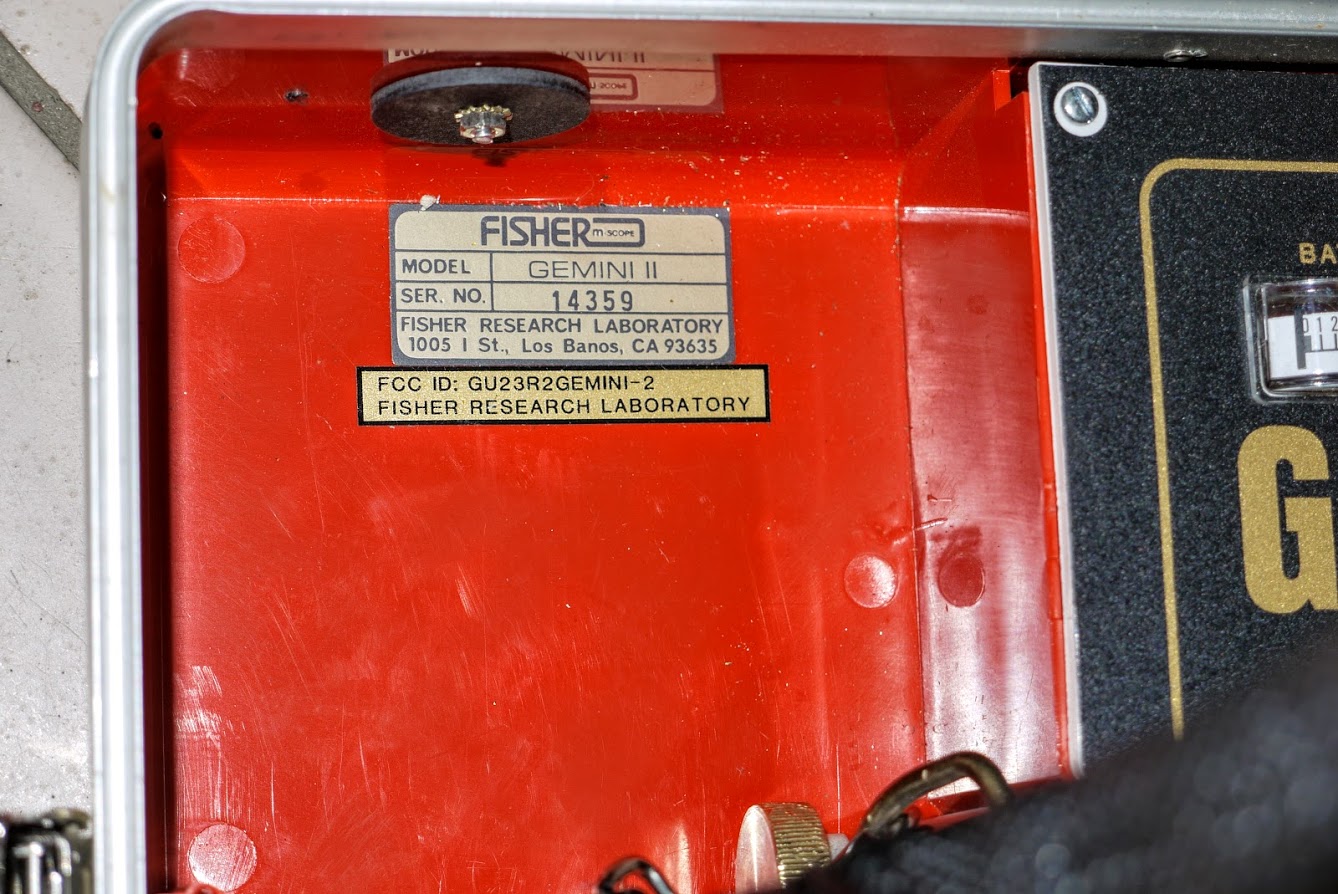 FISHER m-SCOPE
MODEL GEMINI II
SER. NO. 14359
FISHER RESEARCH LABORATORY
1005 I St., Los Banos, CA 93635
FCC ID: GU23R2GEMINI-2
FISHER RESEARCH LABORATORY
BA
G